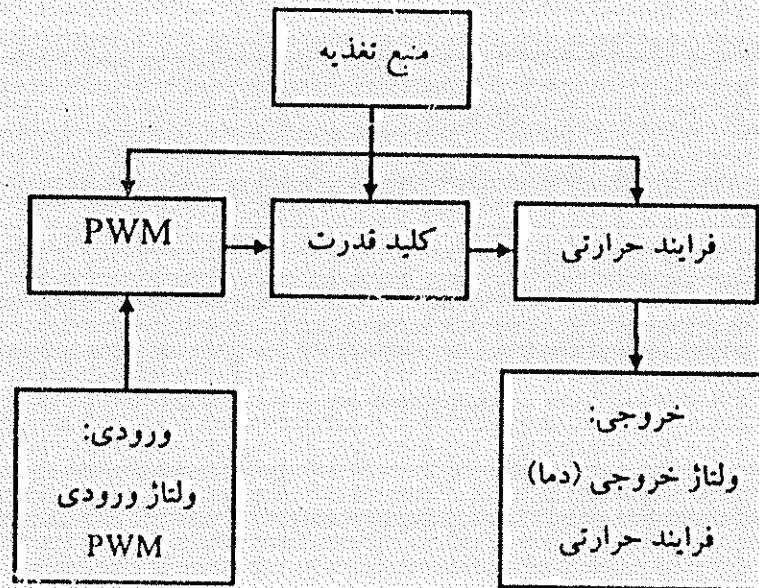 منبع تغذیه
PWM
کلید قدرت
فرایند حرارتی
ورودی:
ولتاژ ورودی
PWM
خروجی:
ولتاژ خروجی (دما)
فرایند حرارتی